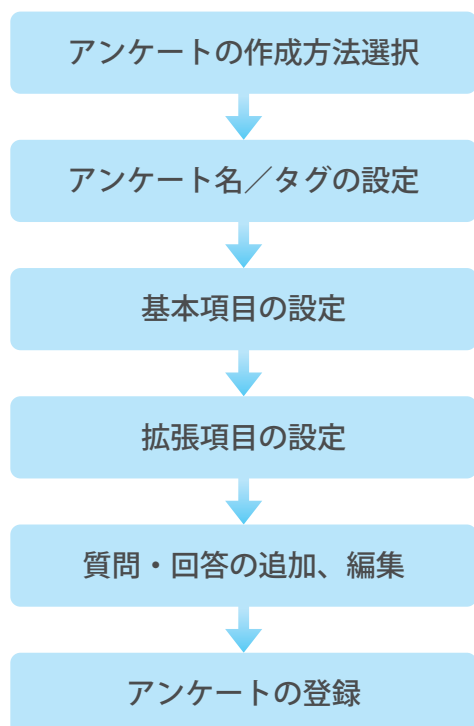 アンケートの作成方法選択
アンケート名／タグの設定
基本項目の設定
拡張項目の設定
質問・回答の追加、編集
アンケートの登録